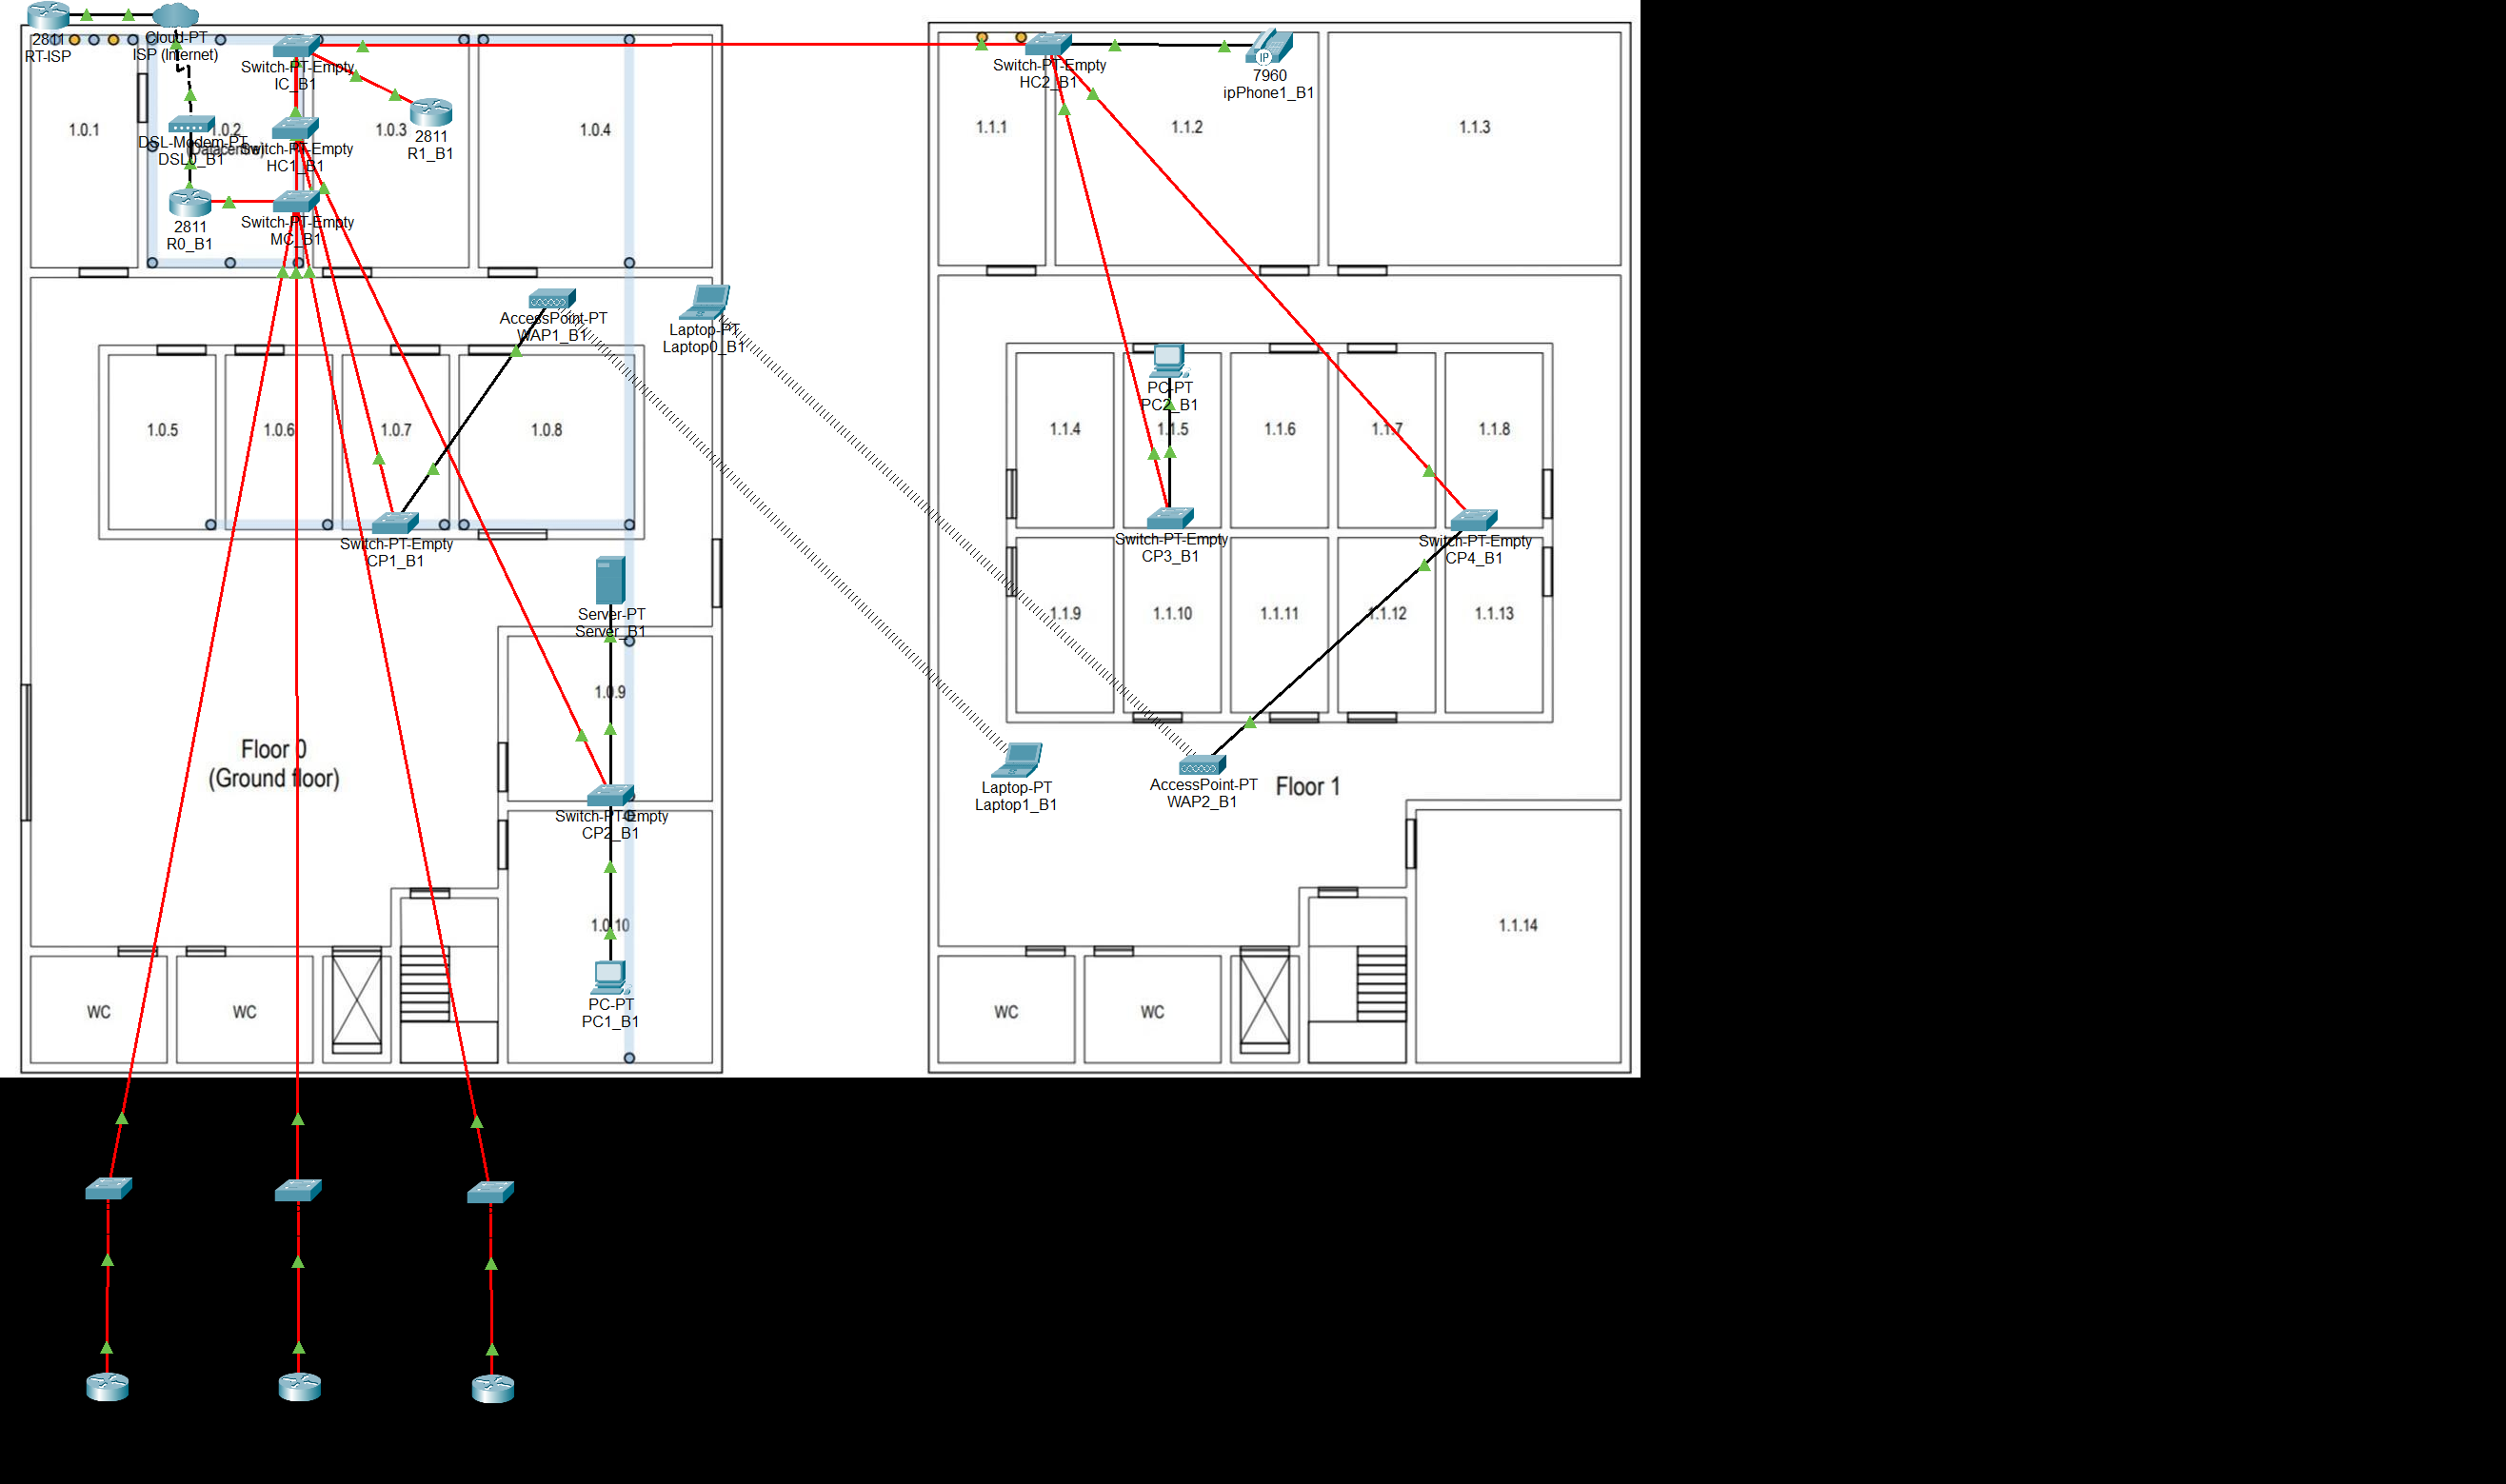 2811
RT-ISP
Cloud-PT
ISP (Internet)
Switch-PT-Empty
IC_B1
1.0.1
1.0.2
DSL-Modem-PT
DSL0_B1
(Datacentre)
Switch-PT-Empty
HC1_B1
1.0.3
2811
R1_B1
1.0.4
2811
R0_B1
Switch-PT-Empty
MC_B1
AccessPoint-PT
WAP1_B1
Laptop-PT
Laptop0_B1
1.0.5
1.0.6
1.0.7
1.0.8
Switch-PT-Empty
CP1_B1
Server-PT
Server_B1
1.0.9
Floor 0
(Ground floor)
Switch-PT-Empty
CP2_B1
1.0.10
PC-PT
PC1_B1
WC
WC
Switch-PT-Empty
HC2_B1
7960
ipPhone1_B1
IP
1.1.1
1.1.2
1.1.3
PC-PT
PC2_B1
1.1.4
1.1.5
1.1.6
1.1.7
1.1.8
Switch-PT-Empty
CP3_B1
Switch-PT-Empty
CP4_B1
1.1.9
1.1.10
1.1.11
1.1.12
1.1.13
Laptop-PT
Laptop1_B1
AccessPoint-PT
WAP2_B1
Floor 1
1.1.14
WC
WC